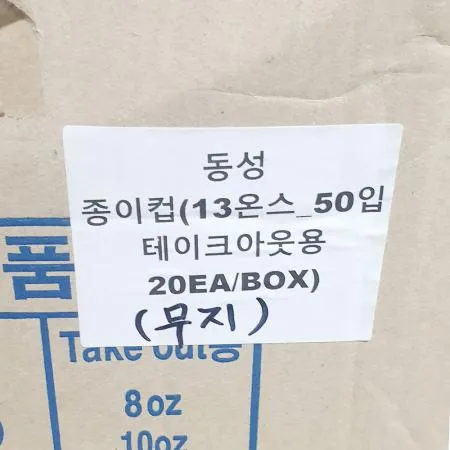 동성
종이컵(13온스_50입
테이크아웃용
20EA/BOX)
(무지)
품
Take out용
8oz
10oz